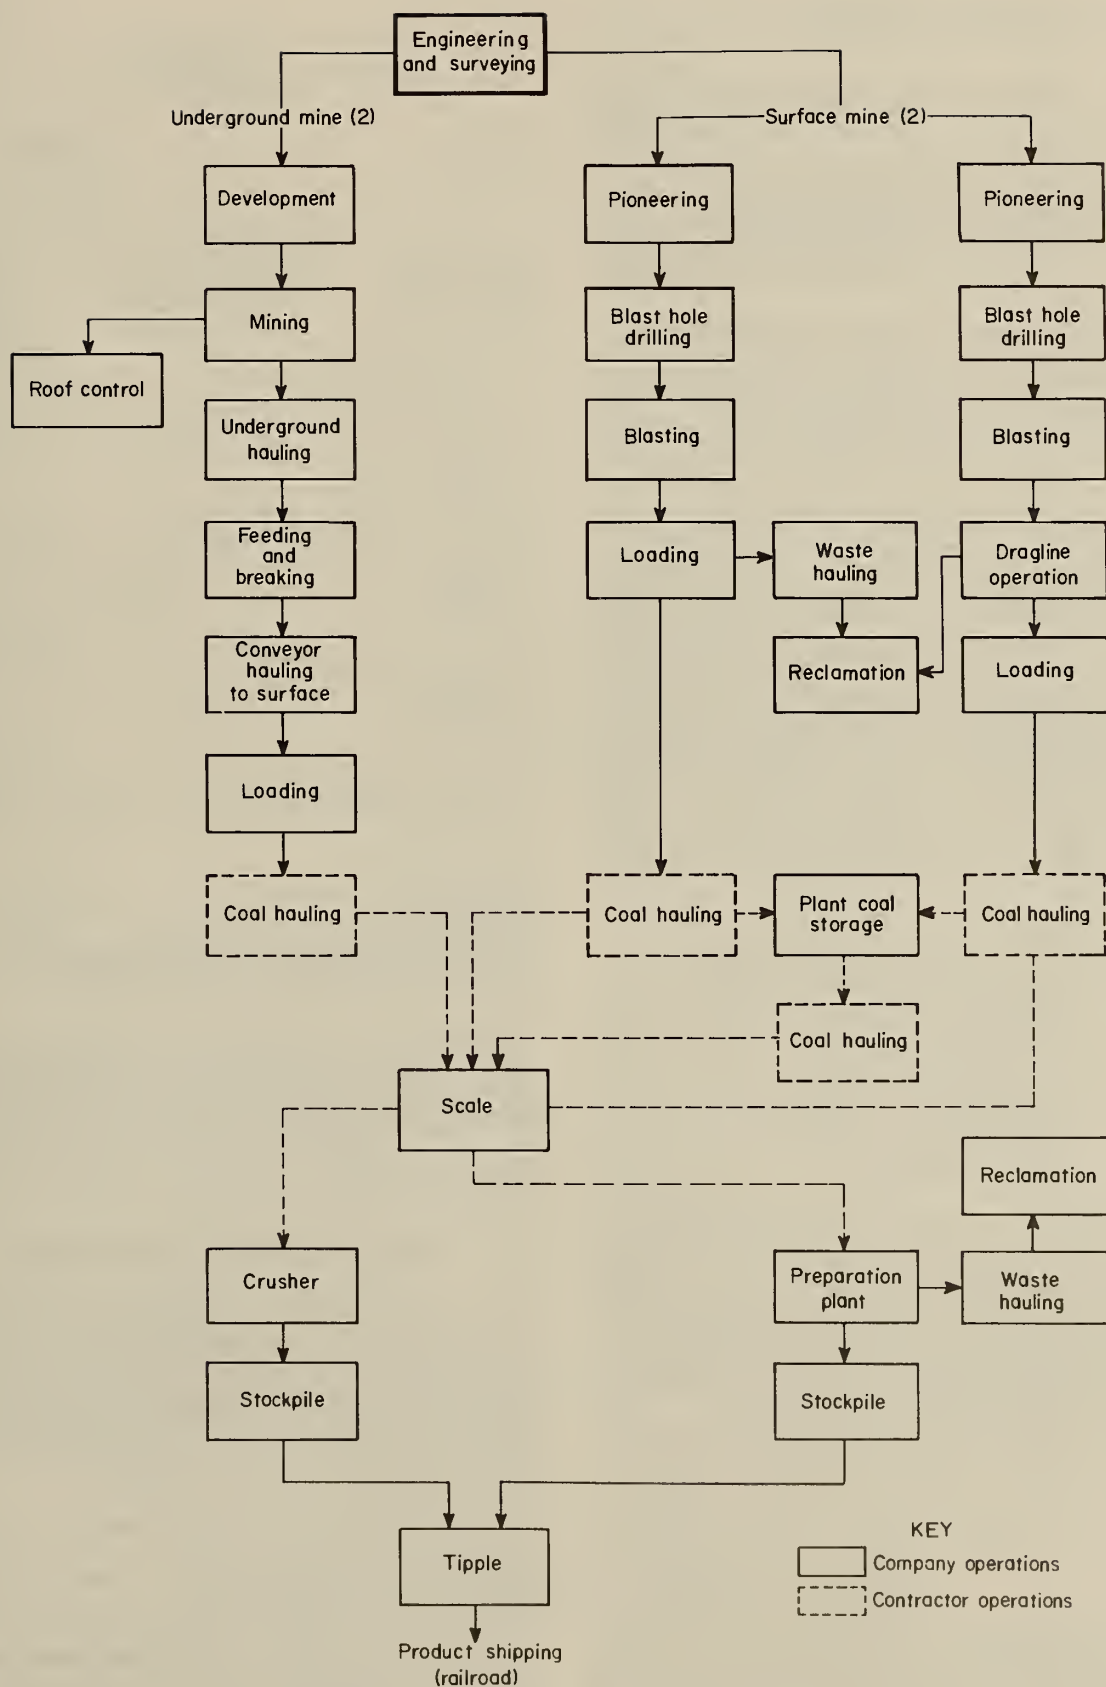 Engineering
and surveying
Underground mine (2)
Surface mine (2)
Development
Pioneering
Pioneering
Mining
Blast hole
drilling
Blast hole
drilling
Roof control
Underground
hauling
Blasting
Blasting
Feeding
and
breaking
Loading
Waste
hauling
Dragline
operation
Conveyor
hauling
to surface
Reclamation
Loading
Loading
Coal hauling
Coal hauling
Plant coal
storage
Coal hauling
Coal hauling
Scale
Reclamation
Crusher
Preparation
plant
Waste
hauling
Stockpile
Stockpile
Tipple
KEY
Company operations
Contractor operations
Product shipping
(railroad)